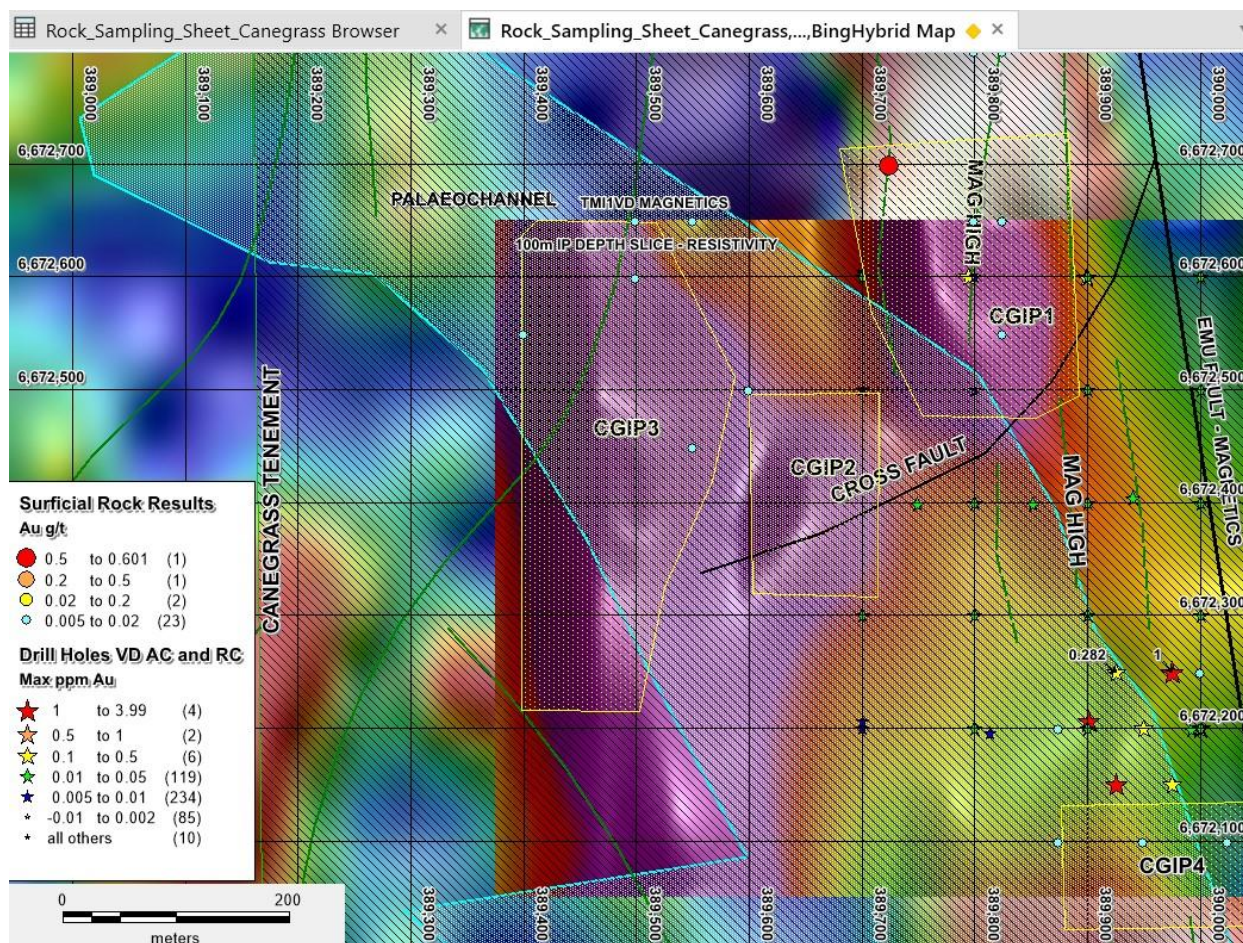 Rock_Sampling_Sheet_Canegrass Browser
Rock_Sampling_Sheet_Canegrass,...,BingHybrid Map
389,000
389,100
389,200
389,300
389,400
389,500
389,600
389,700
389,800
389,900
390,000
6,672,700
6,672,700
PALAEOCHANNEL
TMI1VD MAGNETICS
MAG HIGH
100m IP DEPTH SLICE - RESISTIVITY
6,672,600
6,672,600
CGIP1
EMU FAULT - MAGNETICS
6,672,500
6,672,500
CANEGRASS TENEMENT
CGIP3
CGIP2
CROSS FAULT
MAG HIGH
6,672,400
6,672,300
0.282
1
6,672,200
6,672,100
CGIP4
Surficial Rock Results
Au g/t
0.5 to 0.601 (1)
0.2 to 0.5 (1)
0.02 to 0.2 (2)
0.005 to 0.02 (23)
Drill Holes VD AC and RC
Max ppm Au
1 to 3.99 (4)
0.5 to 1 (2)
0.1 to 0.5 (6)
0.01 to 0.05 (119)
0.005 to 0.01 (234)
-0.01 to 0.002 (85)
all others (10)
0 200
meters
389,300
389,400
389,500
389,600
389,700
389,800
389,900
390,000